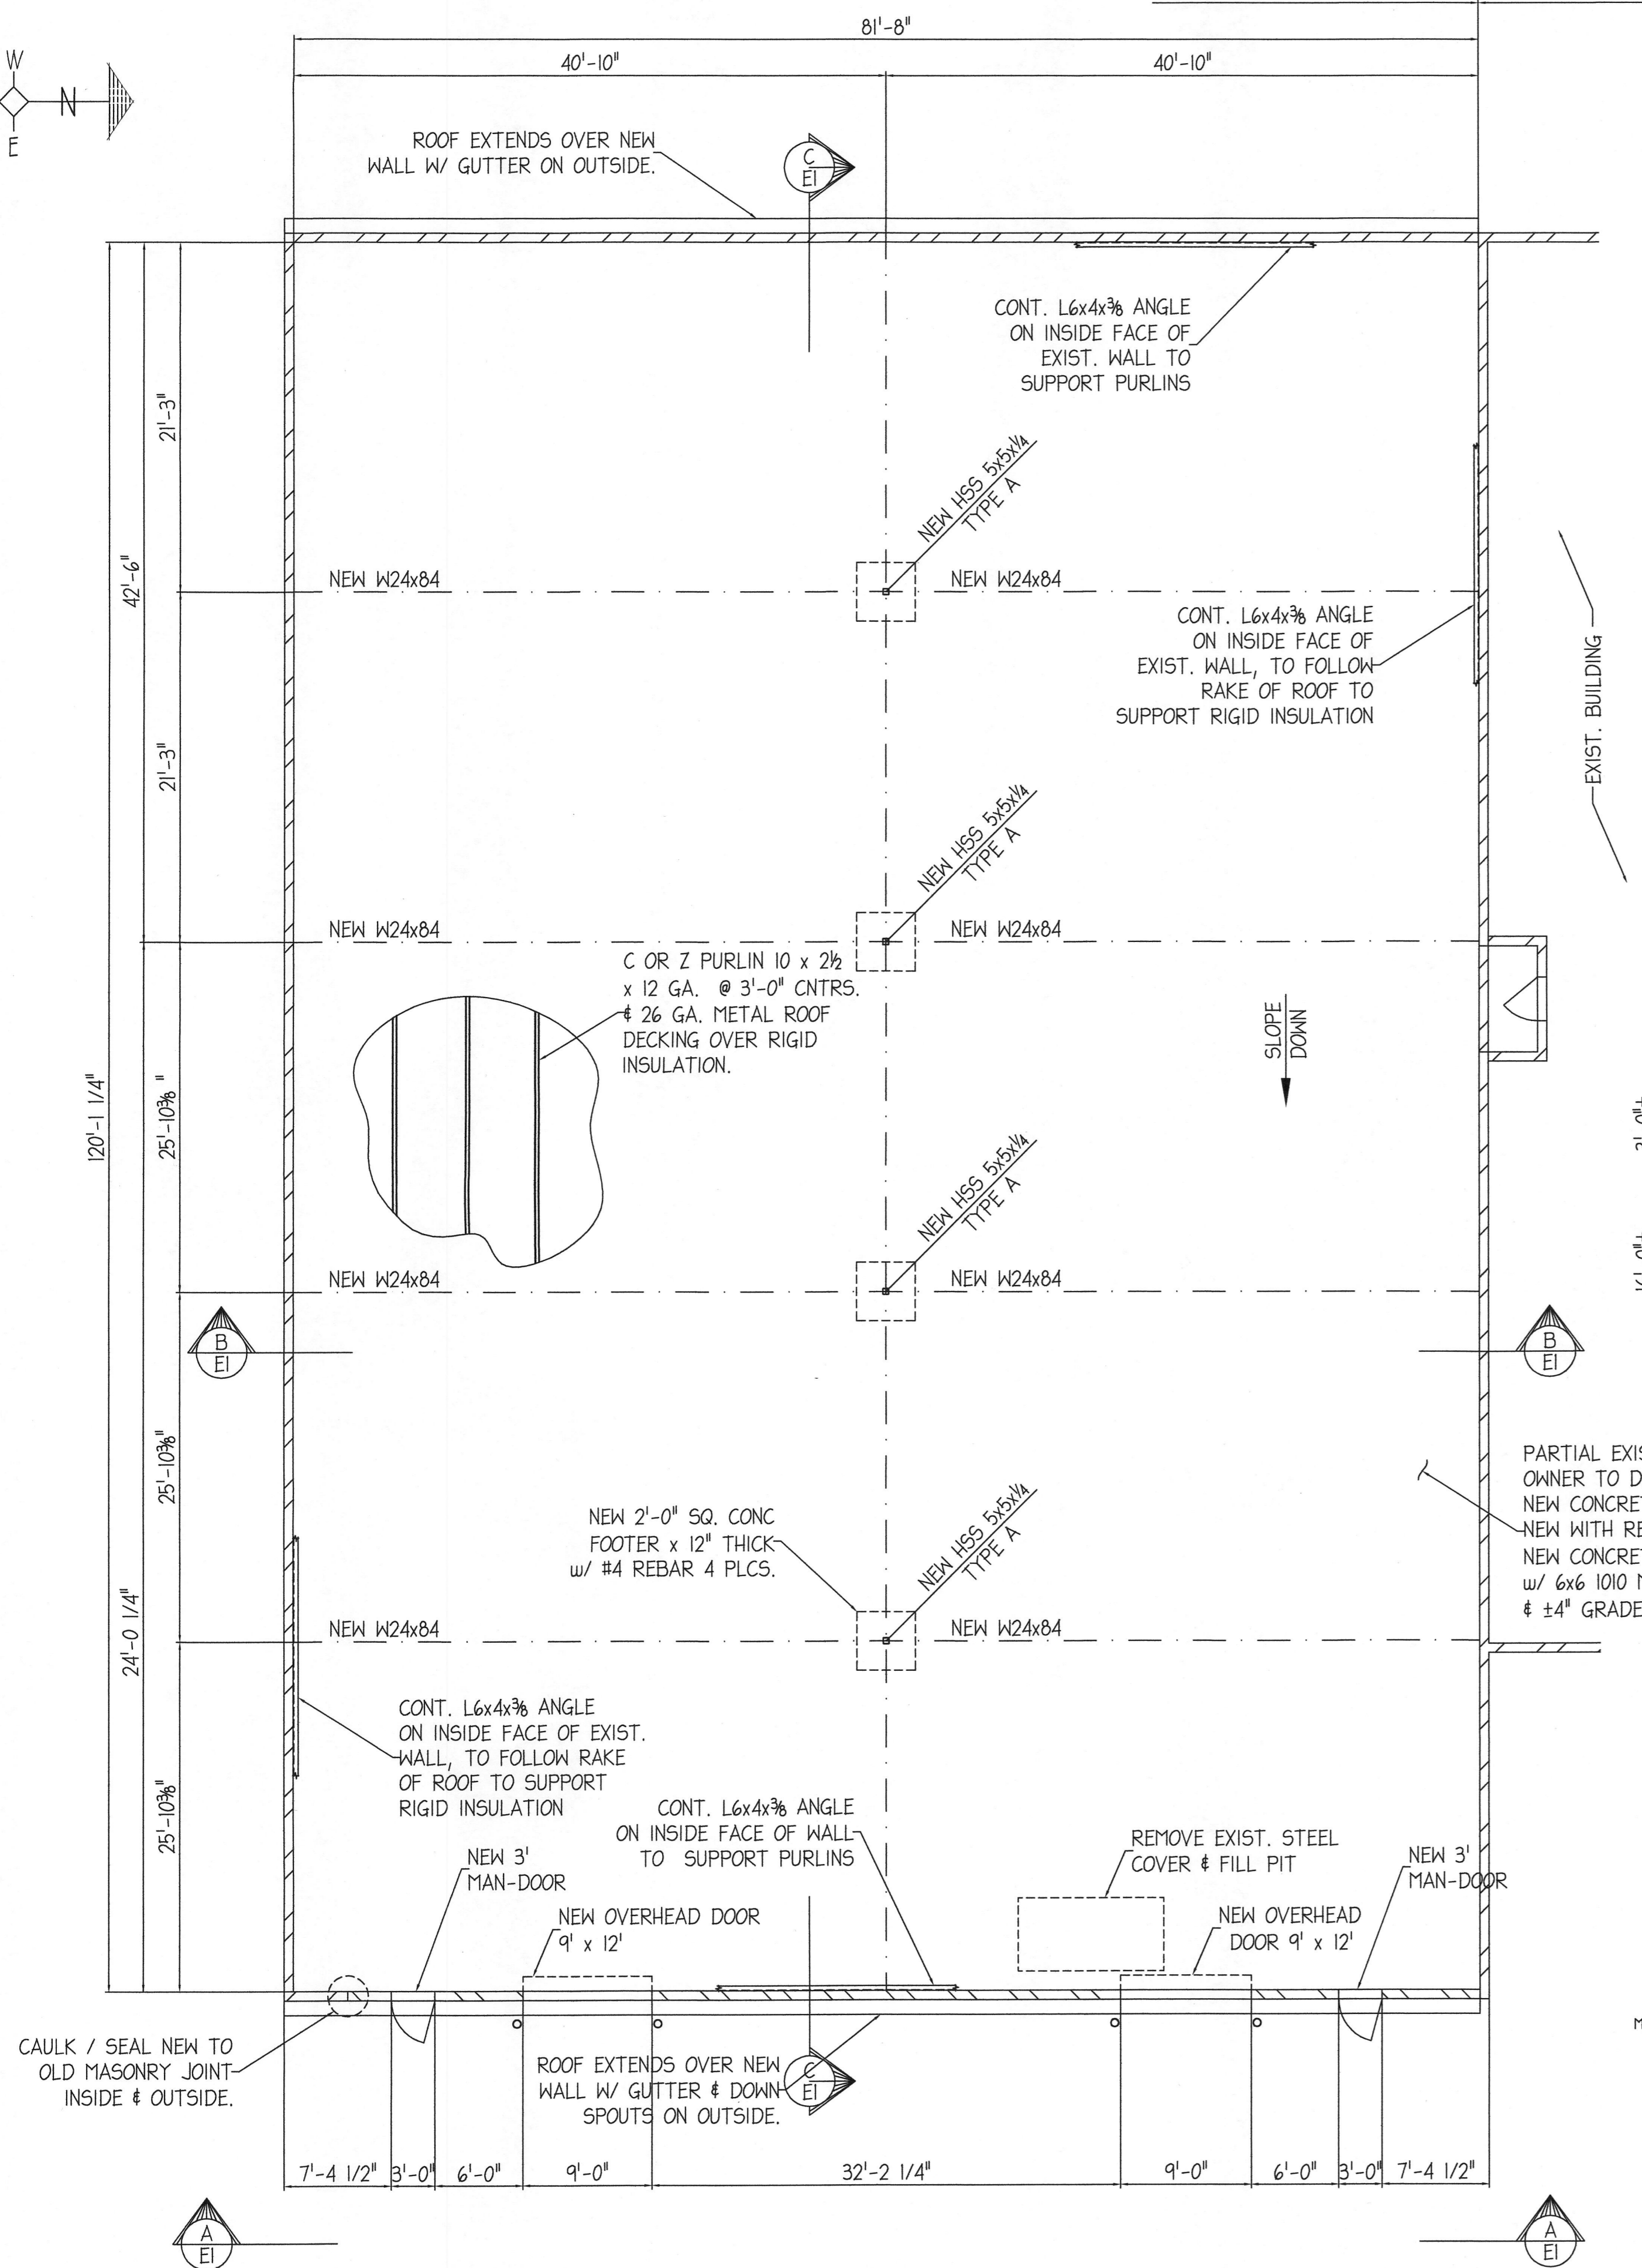 81'-8"
40'-10"
40'-10"
W
N
E
ROOF EXTENDS OVER NEW
WALL W/ GUTTER ON OUTSIDE.
C
E1
CONT. L6x4x⅜ ANGLE
ON INSIDE FACE OF
EXIST. WALL TO
SUPPORT PURLINS
21'-3"
NEW HSS 5x5x¼
TYPE A
42'-6"
NEW W24x84
NEW W24x84
CONT. L6x4x⅜ ANGLE
ON INSIDE FACE OF
EXIST. WALL, TO FOLLOW
RAKE OF ROOF TO
SUPPORT RIGID INSULATION
EXIST. BUILDING
21'-3"
NEW HSS 5x5x¼
TYPE A
NEW W24x84
NEW W24x84
C OR Z PURLIN 10 x 2½
x 12 GA. @ 3'-0" CNTRS.
& 26 GA. METAL ROOF
DECKING OVER RIGID
INSULATION.
SLOPE
DOWN
120'-1 1/4"
25'-10⅜"
NEW HSS 5x5x¼
TYPE A
NEW W24x84
NEW W24x84
B
E1
B
E1
25'-10⅜"
PARTIAL
OWNER TO
NEW
NEW WITH
NEW
w/ 6x6 1010
& ±4"
NEW 2'-0" SQ. CONC
FOOTER x 12" THICK
w/ #4 REBAR 4 PLCS.
NEW HSS 5x5x¼
TYPE A
24'-0 1/4"
NEW W24x84
NEW W24x84
CONT. L6x4x⅜ ANGLE
ON INSIDE FACE OF EXIST.
WALL, TO FOLLOW RAKE
OF ROOF TO SUPPORT
RIGID INSULATION
25'-10⅜"
CONT. L6x4x⅜ ANGLE
ON INSIDE FACE OF WALL
TO SUPPORT PURLINS
REMOVE EXIST. STEEL
COVER & FILL PIT
NEW 3'
MAN-DOOR
NEW 3'
MAN-DOOR
NEW OVERHEAD DOOR
9' x 12'
NEW OVERHEAD
DOOR 9' x 12'
CAULK / SEAL NEW TO
OLD MASONRY JOINT
INSIDE & OUTSIDE.
ROOF EXTENDS OVER NEW
WALL W/ GUTTER & DOWN
SPOUTS ON OUTSIDE.
C
E1
7'-4 1/2"
3'-0"
6'-0"
9'-0"
32'-2 1/4"
9'-0"
6'-0"
3'-0"
7'-4 1/2"
A
E1
A
E1